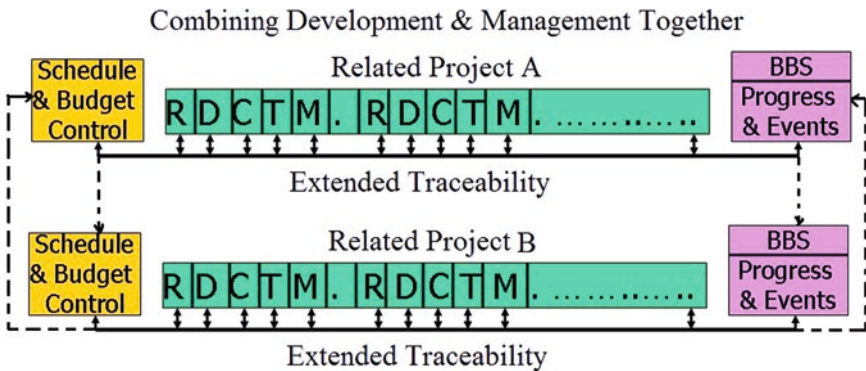 Combining Development & Management Together
Schedule
& Budget
Control
Related Project A
R D C T M . R D C T M . ... ...... .. ...
BBS
Progress
& Events
Extended Traceability
Schedule
& Budget
Control
Related Project B
R D C T M . R D C T M . ... ...... .. ...
BBS
Progress
& Events
Extended Traceability